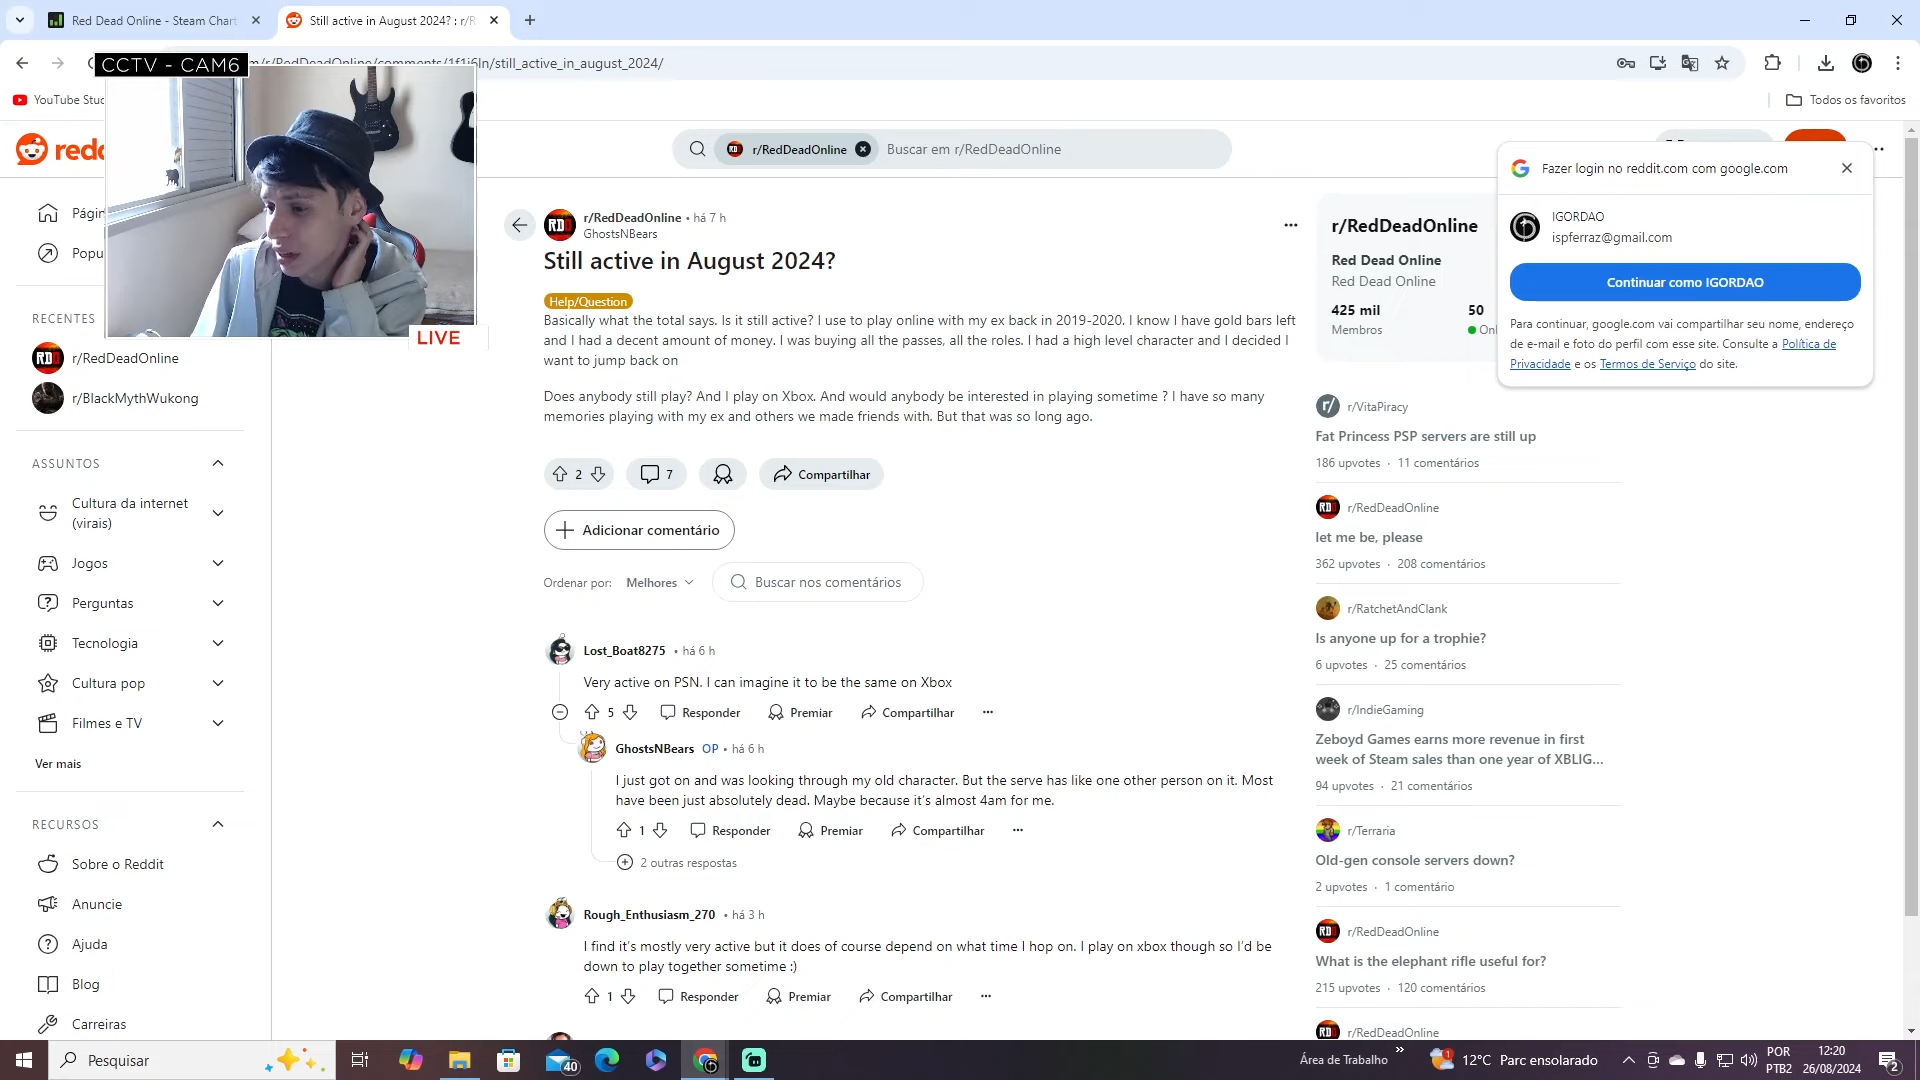 Red Dead Online - Steam Chart
Still active in August 2024? : r/R
CCTV - CAM6
m/r/RedDeadOnline/comments/1f1i6ln/still_active_in_august_2024/
YouTube Stud
Todos os favoritos
r/RedDeadOnline
Buscar em r/RedDeadOnline
Fazer login no reddit.com com google.com
IGORDAO
ispferraz@gmail.com
Continuar como IGORDAO
Para continuar, google.com vai compartilhar seu nome, endereço
de e-mail e foto do perfil com esse site. Consulte a Política de
Privacidade e os Termos de Serviço do site.
LIVE
RECENTES
r/RedDeadOnline
r/BlackMythWukong
ASSUNTOS
Cultura da internet
(virais)
Jogos
Perguntas
Tecnologia
Cultura pop
Filmes e TV
Ver mais
RECURSOS
Sobre o Reddit
Anuncie
Ajuda
Blog
Carreiras
r/RedDeadOnline • há 7 h
GhostsNBears
Still active in August 2024?
Help/Question
Basically what the total says. Is it still active? I use to play online with my ex back in 2019-2020. I know I have gold bars left
and I had a decent amount of money. I was buying all the passes, all the roles. I had a high level character and I decided I
want to jump back on
Does anybody still play? And I play on Xbox. And would anybody be interested in playing sometime ? I have so many
memories playing with my ex and others we made friends with. But that was so long ago.
2
7
Compartilhar
Adicionar comentário
Ordenar por: Melhores
Buscar nos comentários
Lost_Boat8275 • há 6 h
Very active on PSN. I can imagine it to be the same on Xbox
5 Responder Premiar Compartilhar
GhostsNBears OP • há 6 h
I just got on and was looking through my old character. But the serve has like one other person on it. Most
have been just absolutely dead. Maybe because it's almost 4am for me.
1 Responder Premiar Compartilhar
2 outras respostas
Rough_Enthusiasm_270 • há 3 h
I find it's mostly very active but it does of course depend on what time I hop on. I play on xbox though so I'd be
down to play together sometime :)
1 Responder Premiar Compartilhar
r/RedDeadOnline
Red Dead Online
Red Dead Online
425 mil
Membros
50
Onl
r/VitaPiracy
Fat Princess PSP servers are still up
186 upvotes · 11 comentários
r/RedDeadOnline
let me be, please
362 upvotes · 208 comentários
r/RatchetAndClank
Is anyone up for a trophie?
6 upvotes · 25 comentários
r/IndieGaming
Zeboyd Games earns more revenue in first
week of Steam sales than one year of XBLIG...
94 upvotes · 21 comentários
r/Terraria
Old-gen console servers down?
2 upvotes · 1 comentário
r/RedDeadOnline
What is the elephant rifle useful for?
215 upvotes · 120 comentários
r/RedDeadOnline
Pesquisar
40
Área de Trabalho
1
12°C Parc ensolarado
POR
PTB2
12:20
26/08/2024
2